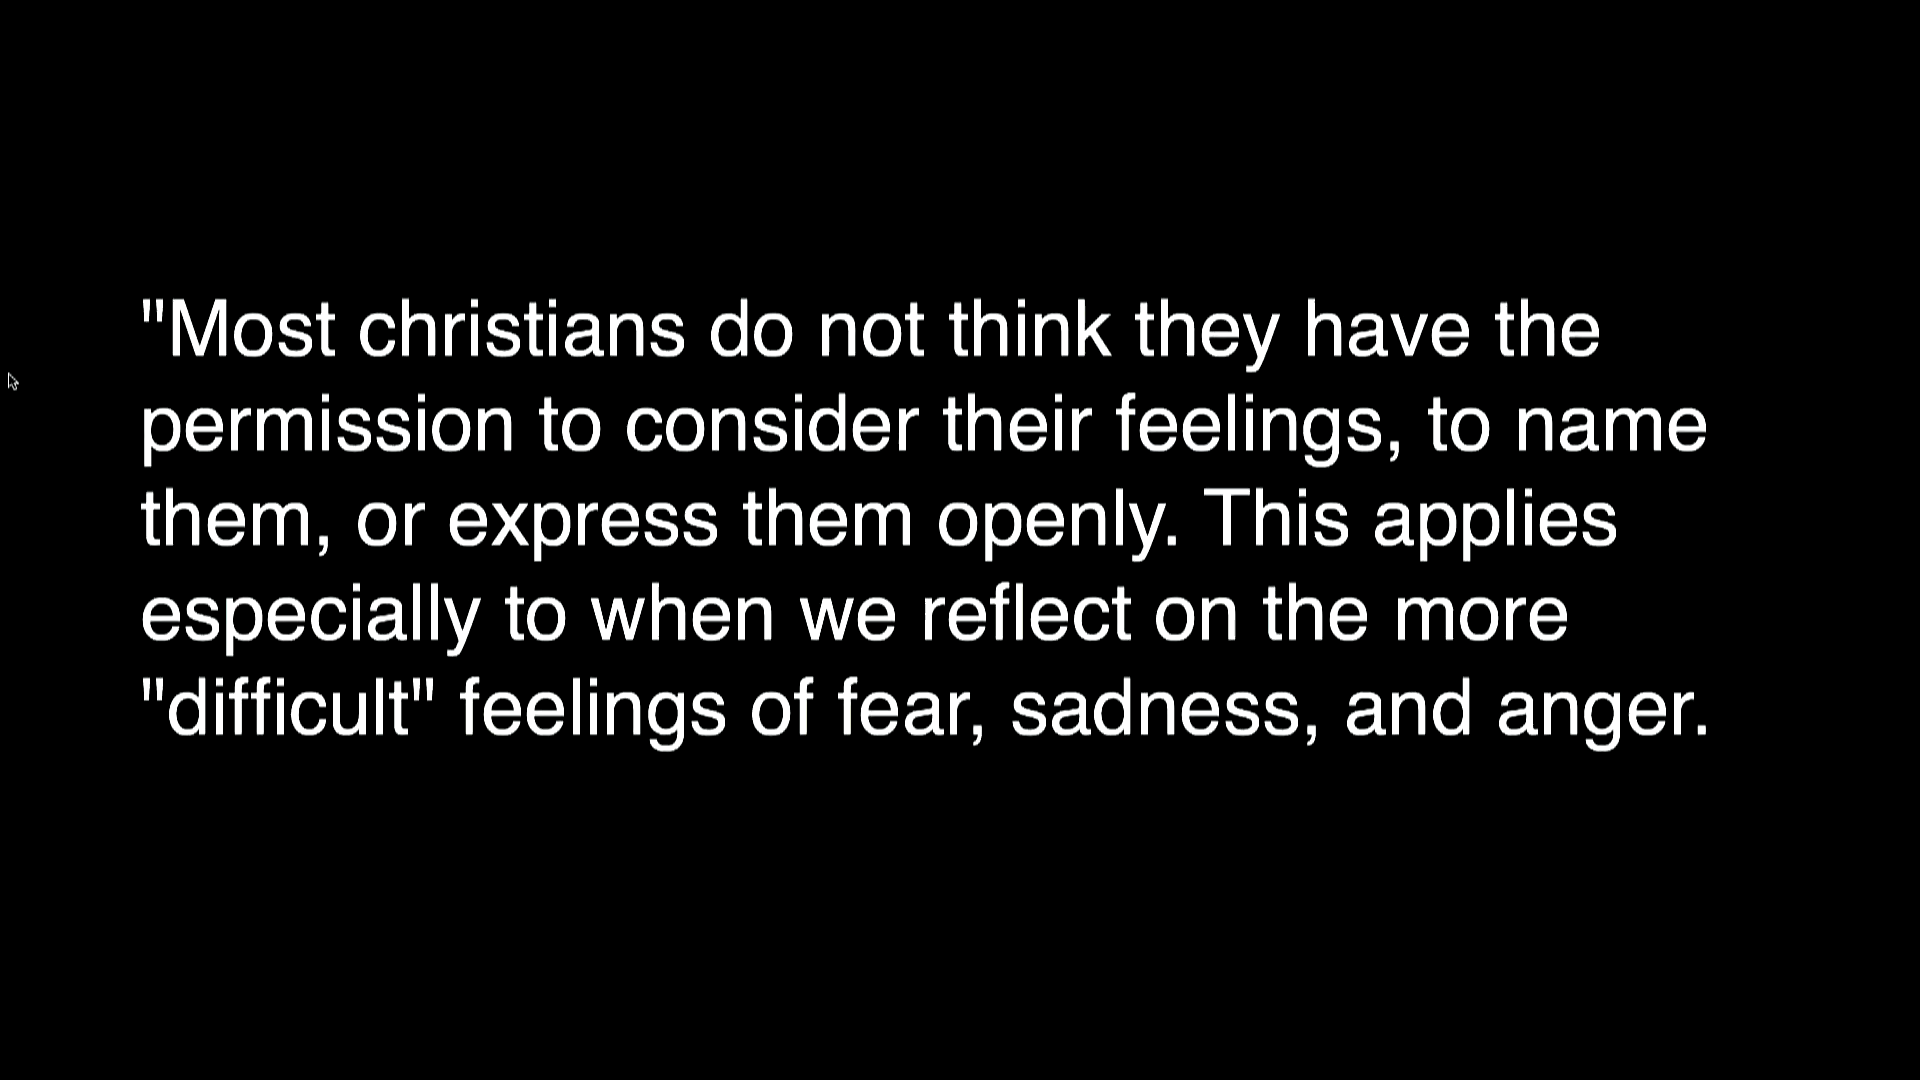 "Most christians do not think they have the
permission to consider their feelings, to name
them, or express them openly. This applies
especially to when we reflect on the more
"difficult" feelings of fear, sadness, and anger.